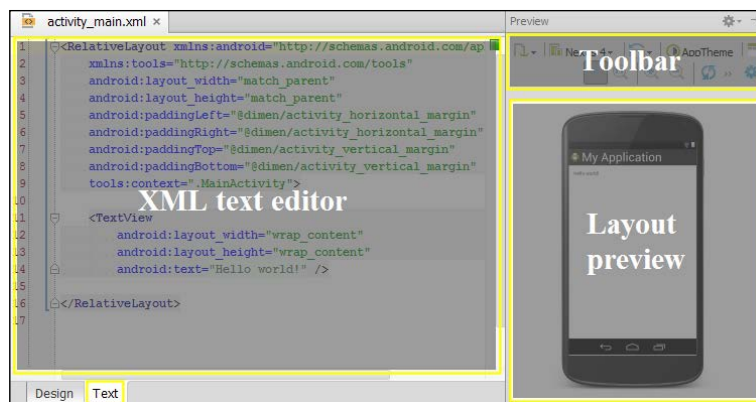 activity_main.xml ×
1 <RelativeLayout xmlns:android="http://schemas.android.com/ap
2 xmlns:tools="http://schemas.android.com/tools"
3 android:layout_width="match_parent"
4 android:layout_height="match_parent"
5 android:paddingLeft="@dimen/activity_horizontal_margin"
6 android:paddingRight="@dimen/activity_horizontal_margin"
7 android:paddingTop="@dimen/activity_vertical_margin"
8 android:paddingBottom="@dimen/activity_vertical_margin"
9 tools:context=".MainActivity">
10
XML text editor
11 <TextView
12 android:layout_width="wrap_content"
13 android:layout_height="wrap_content"
14 android:text="Hello world!" />
15
16 </RelativeLayout>
17
Design Text
Preview
AppTheme
Toolbar
My Application
Hello world!
Layout
preview